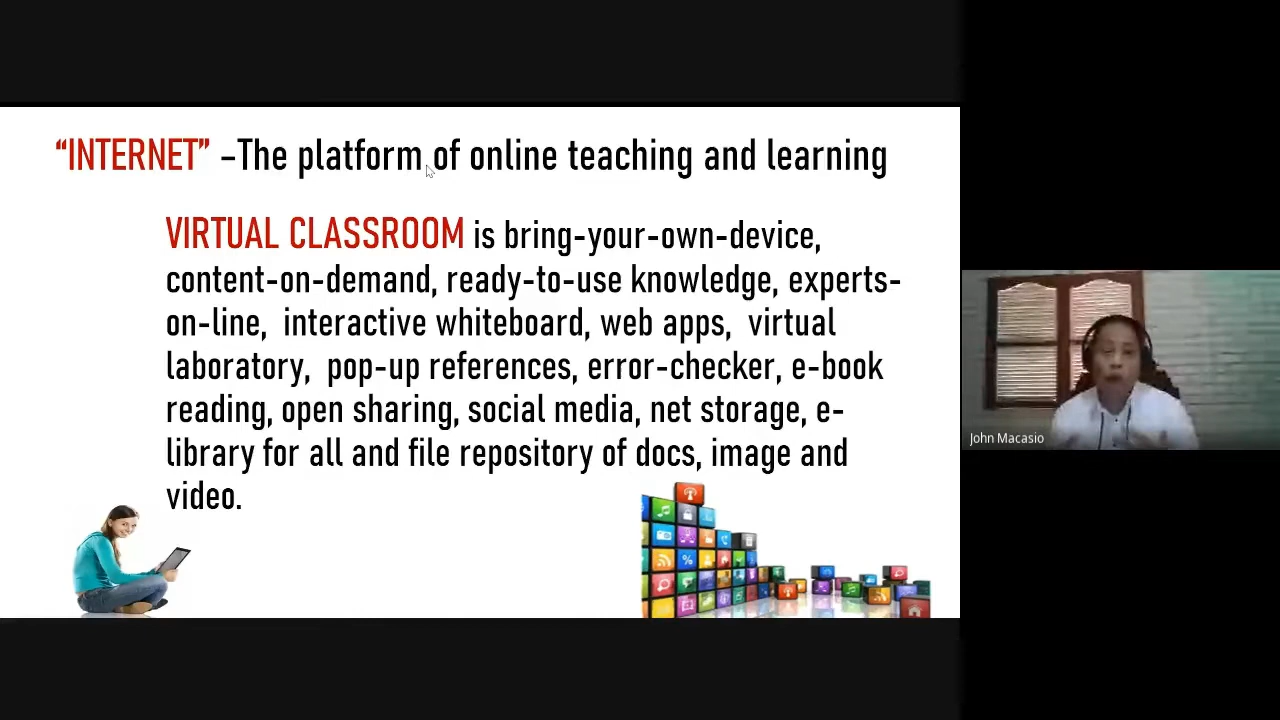 “INTERNET” –The platform of online teaching and learning
VIRTUAL CLASSROOM is bring-your-own-device,
content-on-demand, ready-to-use knowledge, experts-
on-line, interactive whiteboard, web apps, virtual
laboratory, pop-up references, error-checker, e-book
reading, open sharing, social media, net storage, e-
library for all and file repository of docs, image and
video.
John Macasio